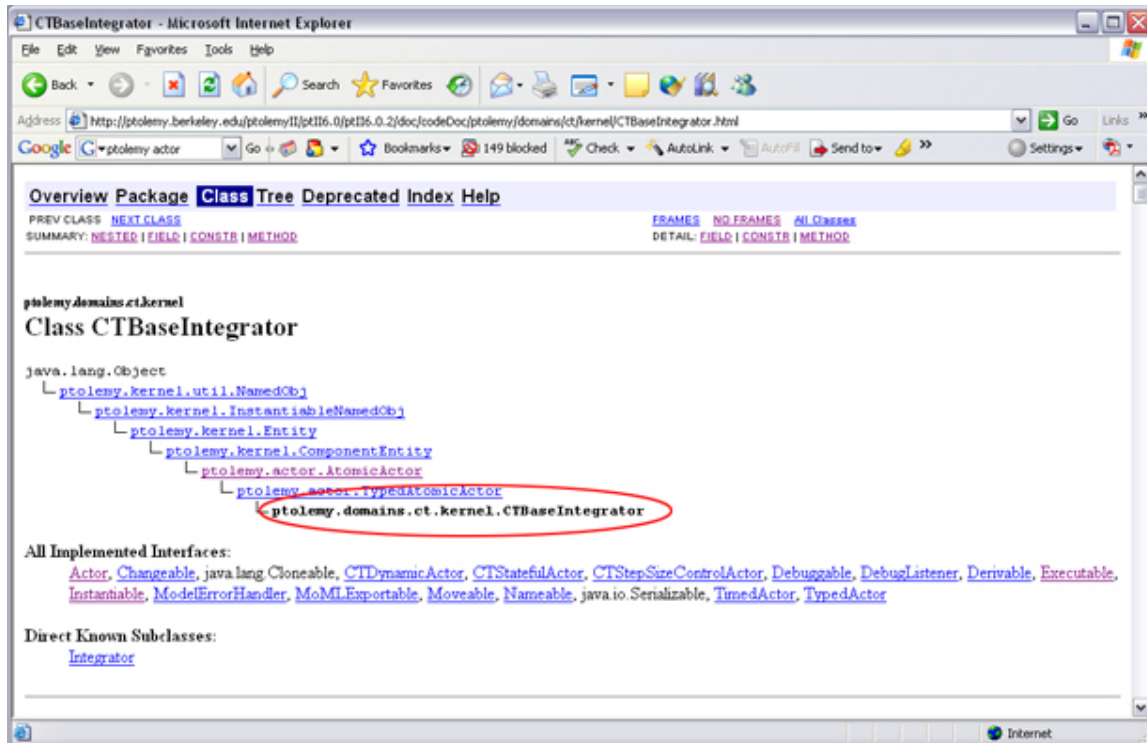 CTBaseIntegrator - Microsoft Internet Explorer
File Edit View Favorites Tools Help
Back Search Favorites
Address http://ptolemy.berkeley.edu/ptolemyII/ptII6.0/ptII6.0.2/doc/codeDoc/ptolemy/domains/ct/kernel/CTBaseIntegrator.html Go Links »
Google G ptolemy actor Go Bookmarks 149 blocked Check AutoLink AutoFill Send to » Settings
Overview Package Class Tree Deprecated Index Help
PREV CLASS NEXT CLASS FRAMES NO FRAMES All Classes
SUMMARY: NESTED | FIELD | CONSTR | METHOD DETAIL: FIELD | CONSTR | METHOD
ptolemy.domains.ct.kernel
Class CTBaseIntegrator
java.lang.Object
ptolemy.kernel.util.NamedObj
ptolemy.kernel.InstantiableNamedObj
ptolemy.kernel.Entity
ptolemy.kernel.ComponentEntity
ptolemy.actor.AtomicActor
ptolemy.actor.TypedAtomicActor
ptolemy.domains.ct.kernel.CTBaseIntegrator
All Implemented Interfaces:
Actor, Changeable, java.lang.Cloneable, CTDynamicActor, CTStatefulActor, CTStepSizeControlActor, Debuggable, DebugListener, Derivable, Executable,
Instantiable, ModelErrorHandler, MoMLExportable, Moveable, Nameable, java.io.Serializable, TimedActor, TypedActor
Direct Known Subclasses:
Integrator
Internet